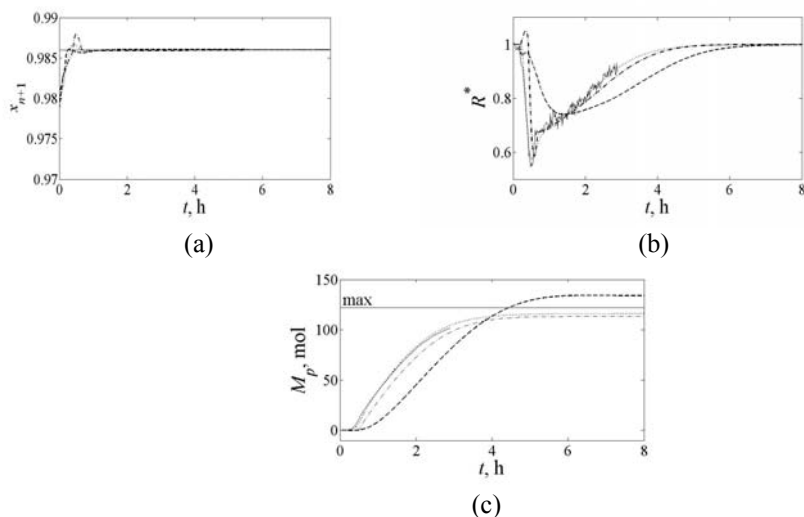 0.99
0.985
0.98
0.975
0.97
x_{n+1}
0 2 4 6 8
t, h
(a)
1
0.8
0.6
R*
0 2 4 6 8
t, h
(b)
150
max
100
50
0
M_p, mol
0 2 4 6 8
t, h
(c)